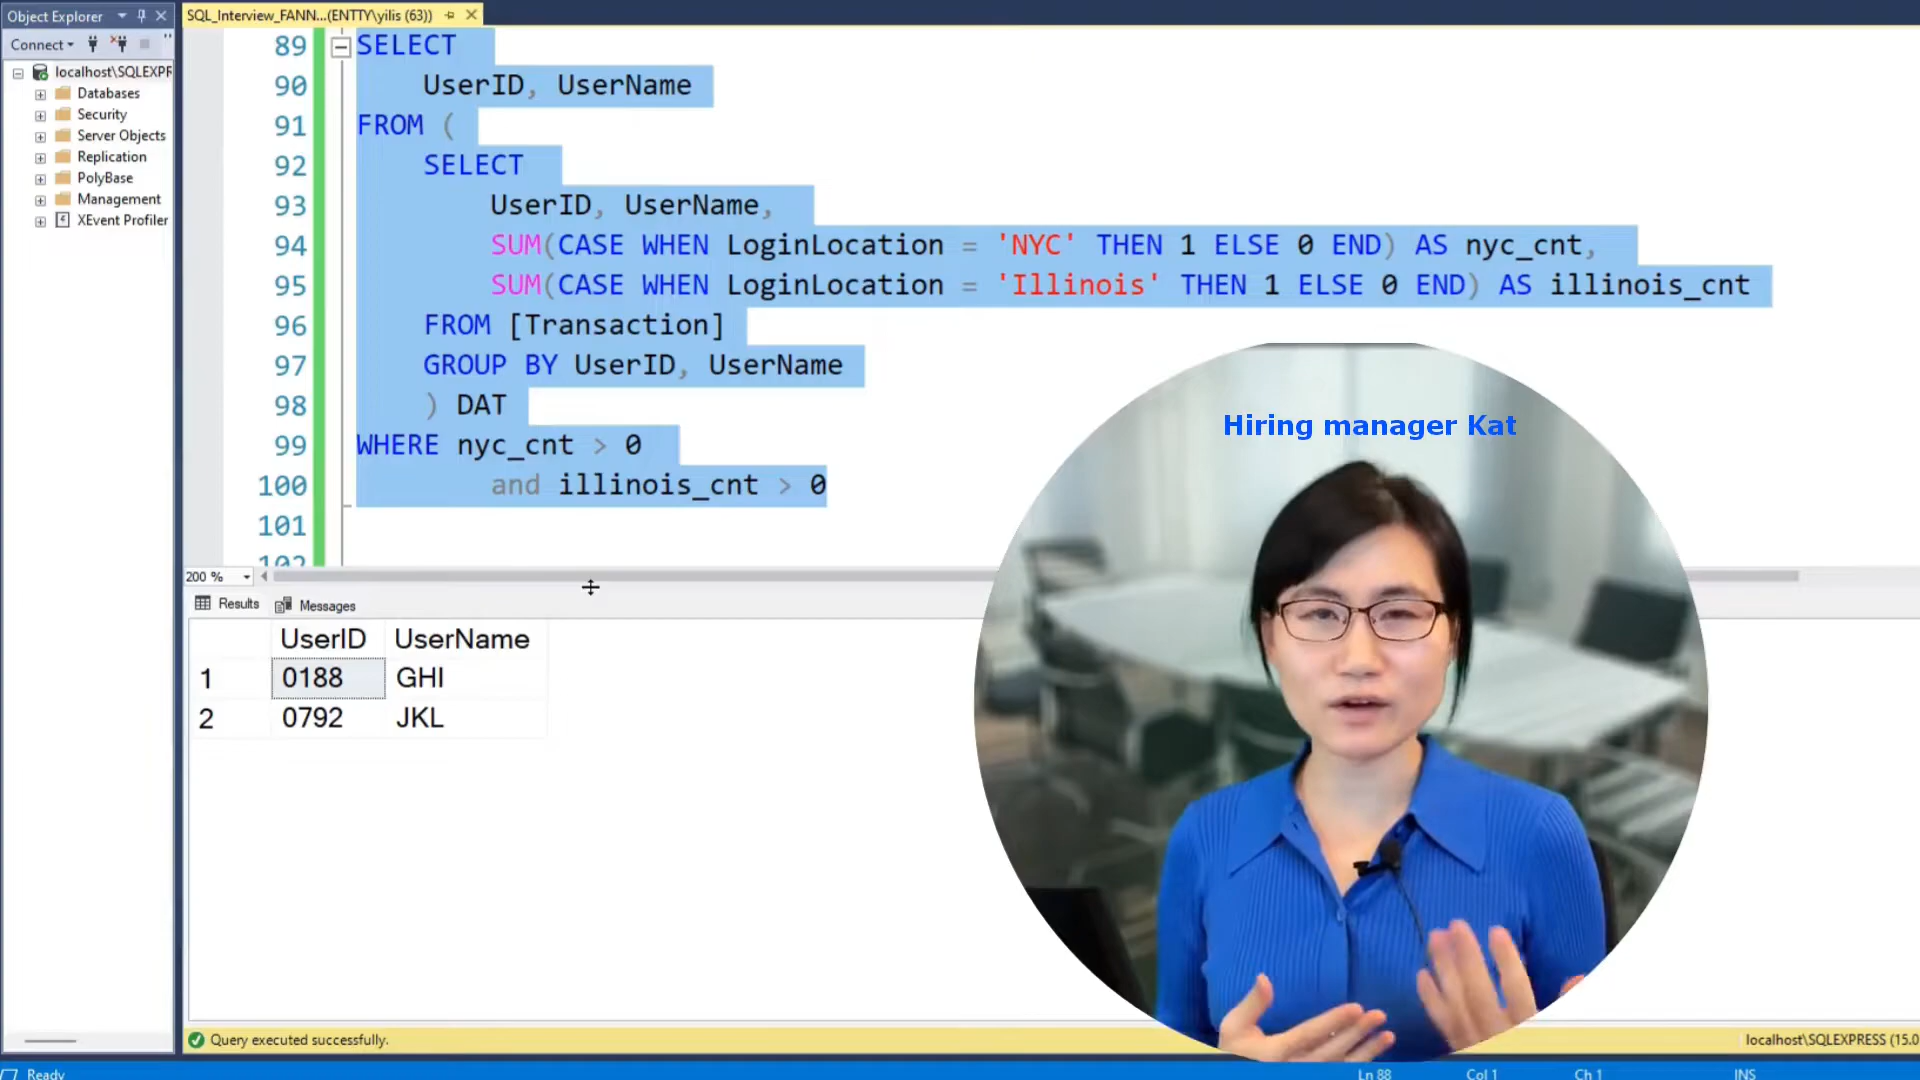 Object Explorer
SQL_Interview_FANN...(ENTTY\yilis (63))
Connect
localhost\SQLEXPR
Databases
Security
Server Objects
Replication
PolyBase
Management
XEvent Profiler
89 SELECT
90 UserID, UserName
91 FROM (
92 SELECT
93 UserID, UserName,
94 SUM(CASE WHEN LoginLocation = 'NYC' THEN 1 ELSE 0 END) AS nyc_cnt,
95 SUM(CASE WHEN LoginLocation = 'Illinois' THEN 1 ELSE 0 END) AS illinois_cnt
96 FROM [Transaction]
97 GROUP BY UserID, UserName
98 ) DAT
99 WHERE nyc_cnt > 0
100 and illinois_cnt > 0
101
102
Hiring manager Kat
200 %
Results Messages
UserID UserName
1 0188 GHI
2 0792 JKL
Query executed successfully.
localhost\SQLEXPRESS (15.0
Ready
Ln 88 Col 1 Ch 1 INS